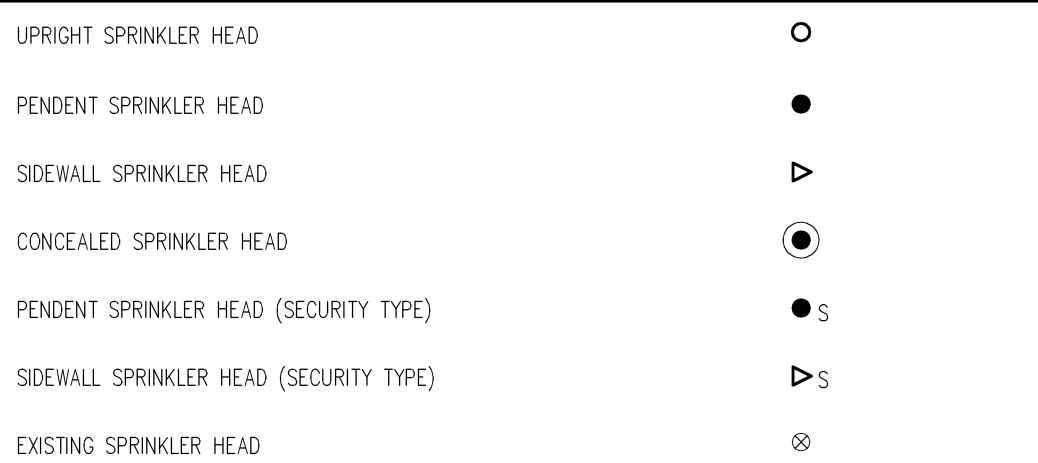 UPRIGHT SPRINKLER HEAD
PENDENT SPRINKLER HEAD
SIDEWALL SPRINKLER HEAD
CONCEALED SPRINKLER HEAD
PENDENT SPRINKLER HEAD (SECURITY TYPE) S
SIDEWALL SPRINKLER HEAD (SECURITY TYPE) S
EXISTING SPRINKLER HEAD